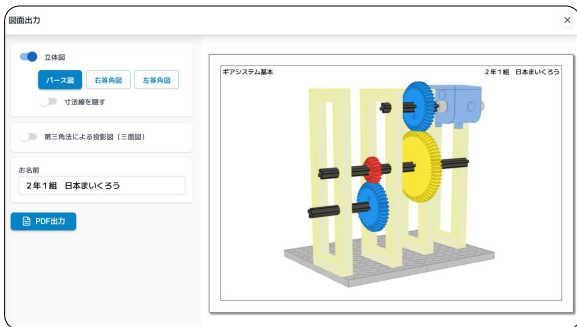 図面出力
×
立体図
パース図 右等角図 左等角図
寸法線を隠す
第三角法による投影図（三面図）
お名前
2年1組 日本まいくろう
PDF出力
ギアシステム基本 2年1組 日本まいくろう